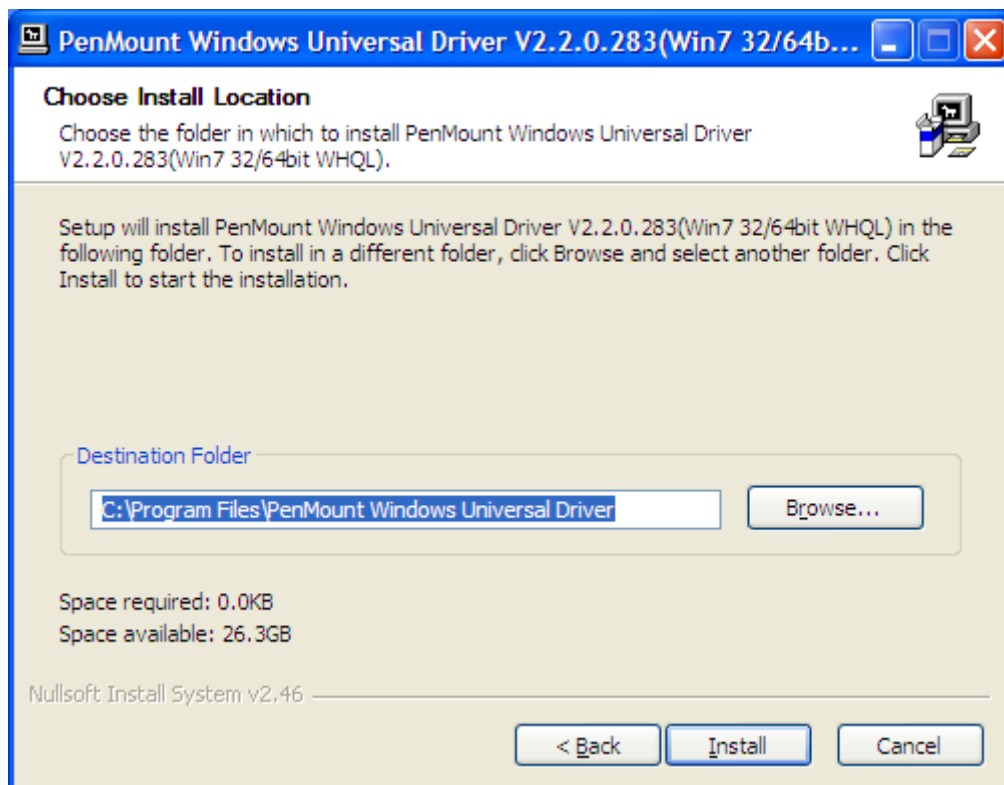 PenMount Windows Universal Driver V2.2.0.283(Win7 32/64b...
Choose Install Location
Choose the folder in which to install PenMount Windows Universal Driver
V2.2.0.283(Win7 32/64bit WHQL).
Setup will install PenMount Windows Universal Driver V2.2.0.283(Win7 32/64bit WHQL) in the
following folder. To install in a different folder, click Browse and select another folder. Click
Install to start the installation.
Destination Folder
C:\Program Files\PenMount Windows Universal Driver
Browse...
Space required: 0.0KB
Space available: 26.3GB
Nullsoft Install System v2.46
< Back
Install
Cancel